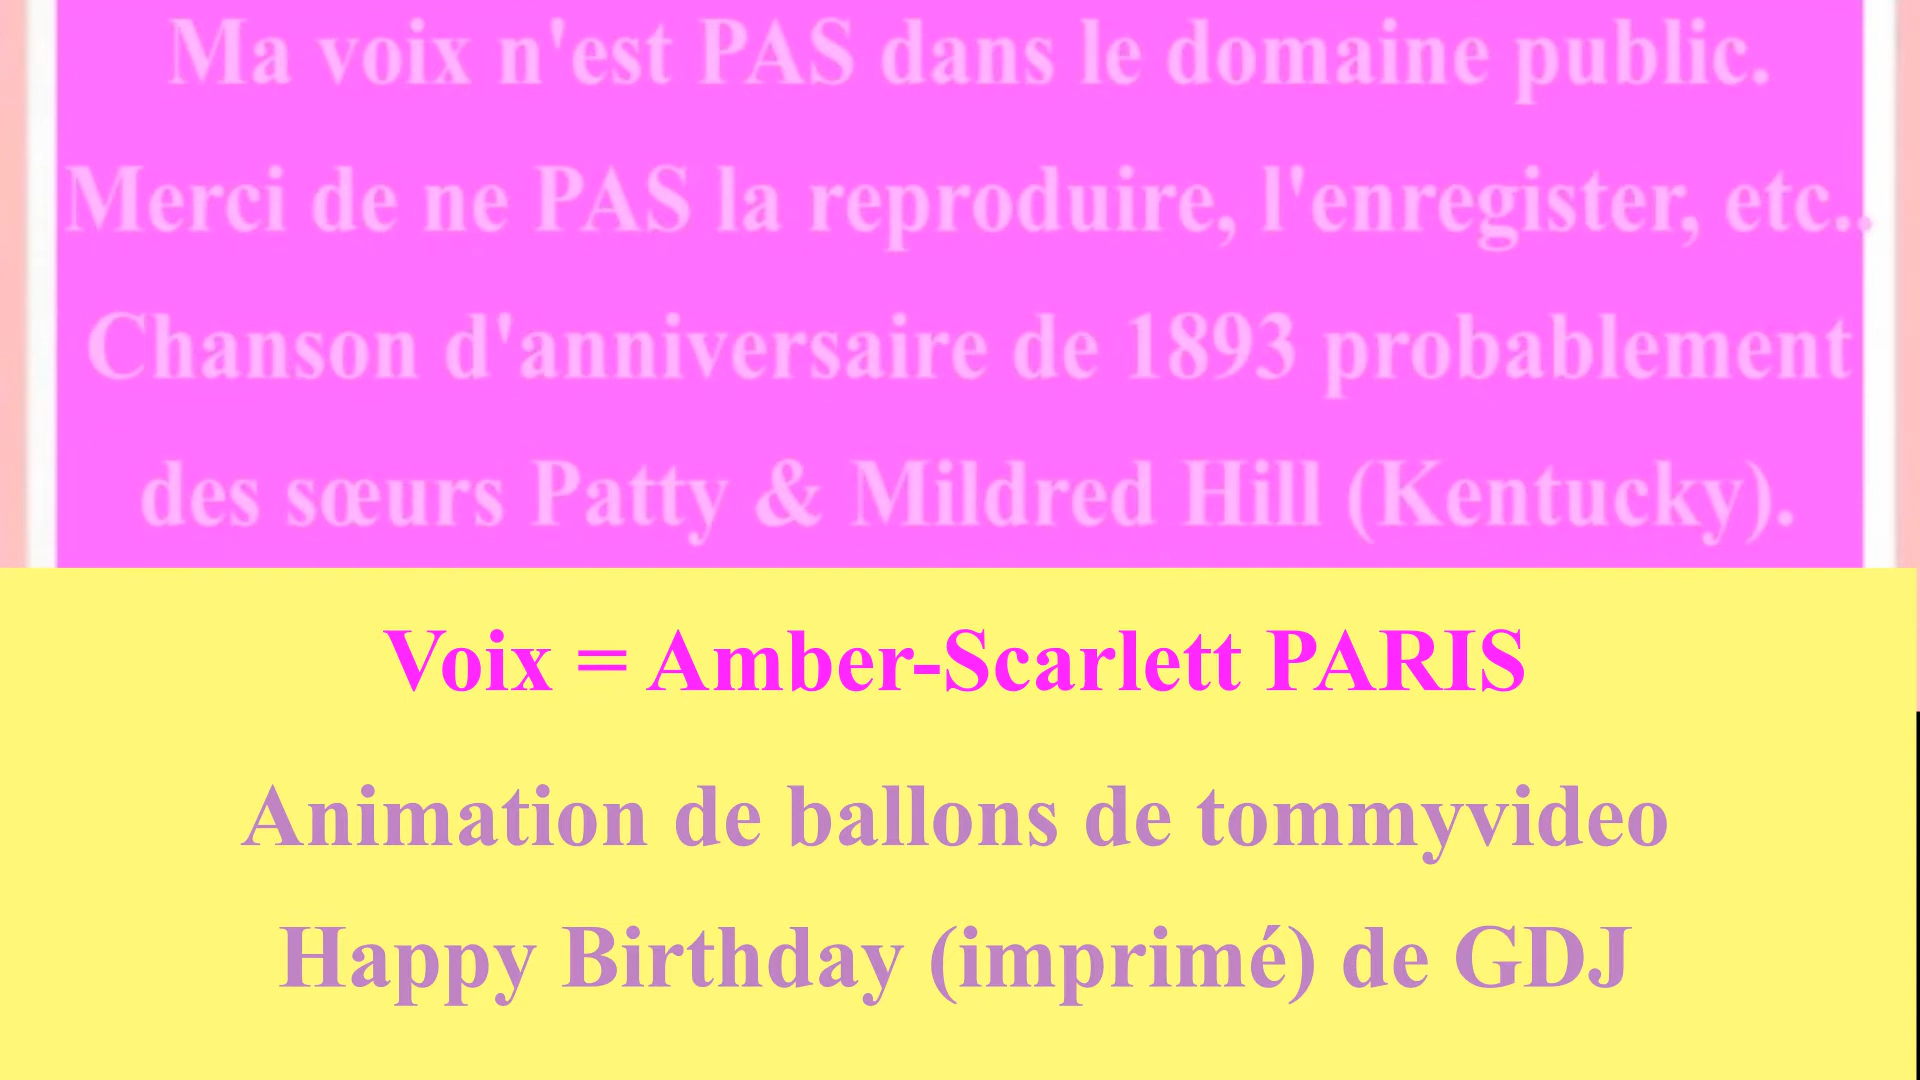 Ma voix n'est PAS dans le domaine public.
Merci de ne PAS la reproduire, l'enregister, etc..
Chanson d'anniversaire de 1893 probablement
des sœurs Patty & Mildred Hill (Kentucky).
Voix = Amber-Scarlett PARIS
Animation de ballons de tommyvideo
Happy Birthday (imprimé) de GDJ